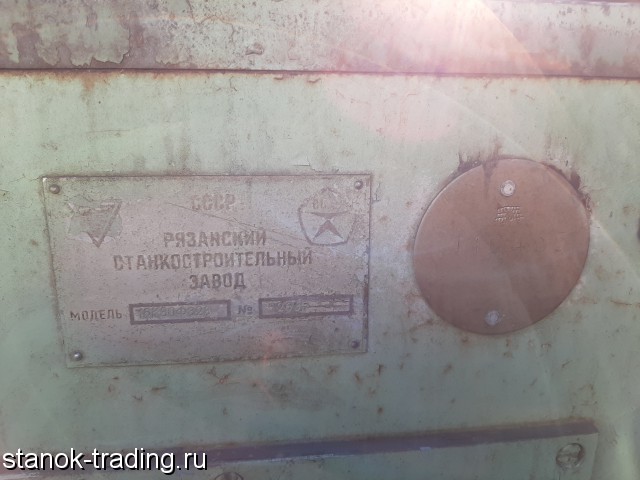 СССР
РЯЗАНСКИЙ
СТАНКОСТРОИТЕЛЬНЫЙ
ЗАВОД
МОДЕЛЬ №
stanok-trading.ru